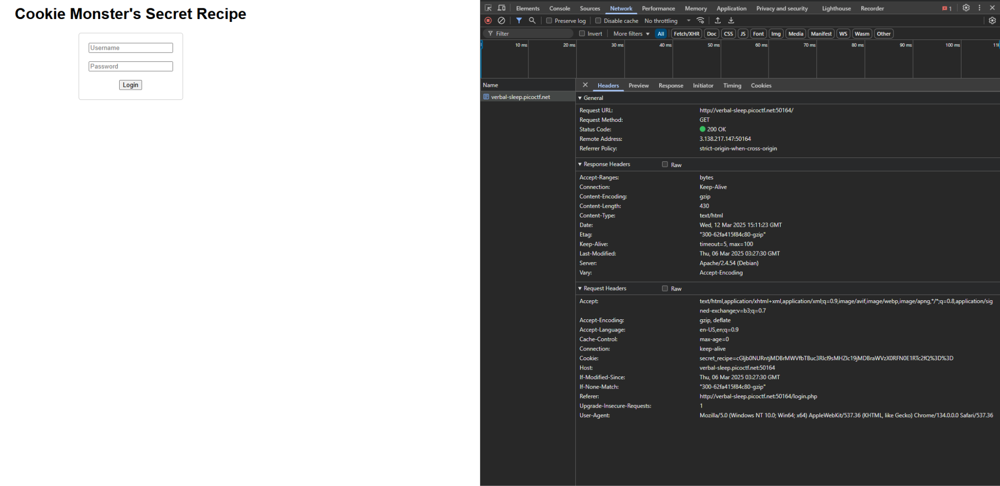 Cookie Monster's Secret Recipe
Username
Password
Login
Elements Console Sources Network Performance Memory Application Privacy and security Lighthouse Recorder 1
Preserve log Disable cache No throttling
Filter Invert More filters All Fetch/XHR Doc CSS JS Font Img Media Manifest WS Wasm Other
10 ms 20 ms 30 ms 40 ms 50 ms 60 ms 70 ms 80 ms 90 ms 100 ms 11
Name
verbal-sleep.picoctf.net
Headers Preview Response Initiator Timing Cookies
General
Request URL: http://verbal-sleep.picoctf.net:50164/
Request Method: GET
Status Code: 200 OK
Remote Address: 3.138.217.147:50164
Referrer Policy: strict-origin-when-cross-origin
Response Headers Raw
Accept-Ranges: bytes
Connection: Keep-Alive
Content-Encoding: gzip
Content-Length: 430
Content-Type: text/html
Date: Wed, 12 Mar 2025 15:11:23 GMT
Etag: "300-62fa415f84c80-gzip"
Keep-Alive: timeout=5, max=100
Last-Modified: Thu, 06 Mar 2025 03:27:30 GMT
Server: Apache/2.4.54 (Debian)
Vary: Accept-Encoding
Request Headers Raw
Accept: text/html,application/xhtml+xml,application/xml;q=0.9,image/avif,image/webp,image/apng,*/*;q=0.8,application/sig
ned-exchange;v=b3;q=0.7
Accept-Encoding: gzip, deflate
Accept-Language: en-US,en;q=0.9
Cache-Control: max-age=0
Connection: keep-alive
Cookie: secret_recipe=cGljb0NURntjMDBrMWVfbTBuc3Rlcl9sMHZlc19jMDBraWVzX0RFN0E1RTc2fQ%3D%3D
Host: verbal-sleep.picoctf.net:50164
If-Modified-Since: Thu, 06 Mar 2025 03:27:30 GMT
If-None-Match: "300-62fa415f84c80-gzip"
Referer: http://verbal-sleep.picoctf.net:50164/login.php
Upgrade-Insecure-Requests: 1
User-Agent: Mozilla/5.0 (Windows NT 10.0; Win64; x64) AppleWebKit/537.36 (KHTML, like Gecko) Chrome/134.0.0.0 Safari/537.36